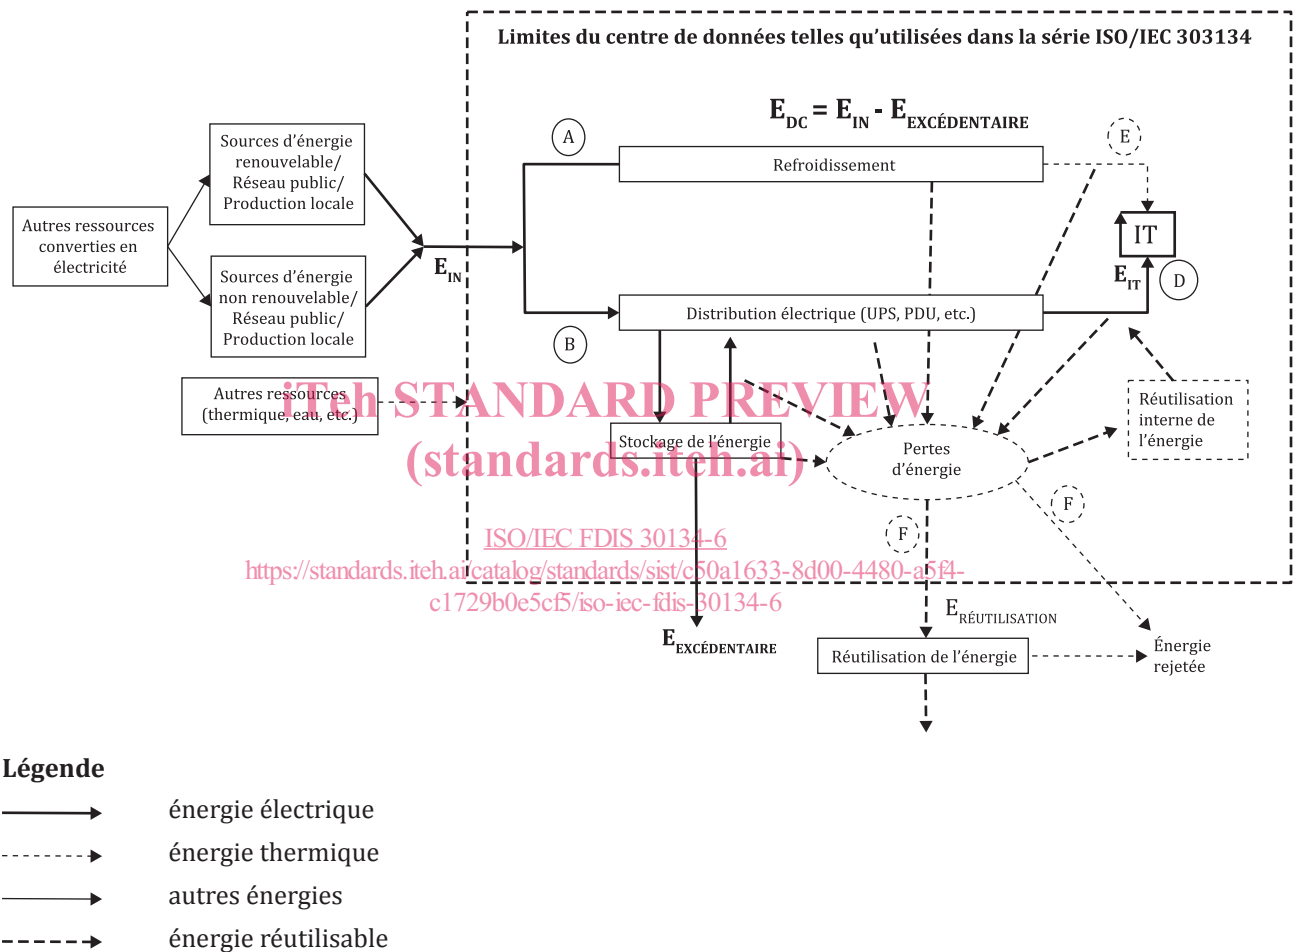 Limites du centre de données telles qu'utilisées dans la série ISO/IEC 303134
E_DC = E_IN - E_EXCÉDENTAIRE
A
E
Refroidissement
Sources d'énergie
renouvelable/
Réseau public/
Production locale
Autres ressources
converties en
électricité
Sources d'énergie
non renouvelable/
Réseau public/
Production locale
E_IN
IT
E_IT
D
Distribution électrique (UPS, PDU, etc.)
B
Autres ressources
(thermique, eau, etc.)
iTeh STANDARD PREVIEW
(standards.iteh.ai)
Stockage de l'énergie
Pertes
d'énergie
Réutilisation
interne de
l'énergie
F
F
ISO/IEC FDIS 30134-6
https://standards.iteh.ai/catalog/standards/sist/c50a1633-8d00-4480-a5f4-
c1729b0e5cf5/iso-iec-fdis-30134-6
E_RÉUTILISATION
E_EXCÉDENTAIRE
Réutilisation de l'énergie
Énergie
rejetée
Légende
énergie électrique
énergie thermique
autres énergies
énergie réutilisable